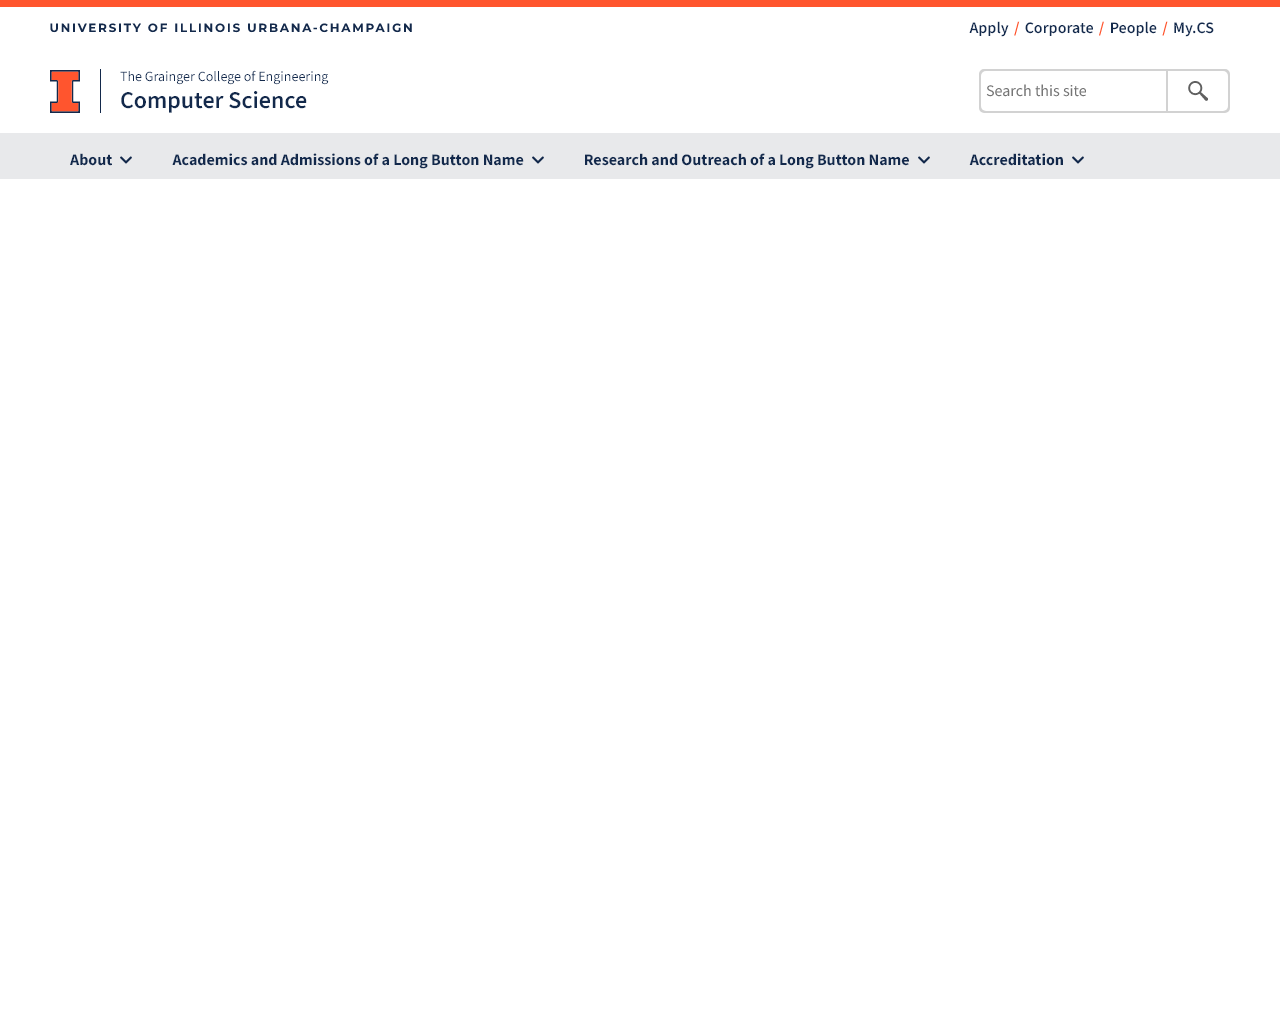 UNIVERSITY OF ILLINOIS URBANA-CHAMPAIGN
Apply / Corporate / People / My.CS
The Grainger College of Engineering
Computer Science
Search this site
About Academics and Admissions of a Long Button Name Research and Outreach of a Long Button Name Accreditation